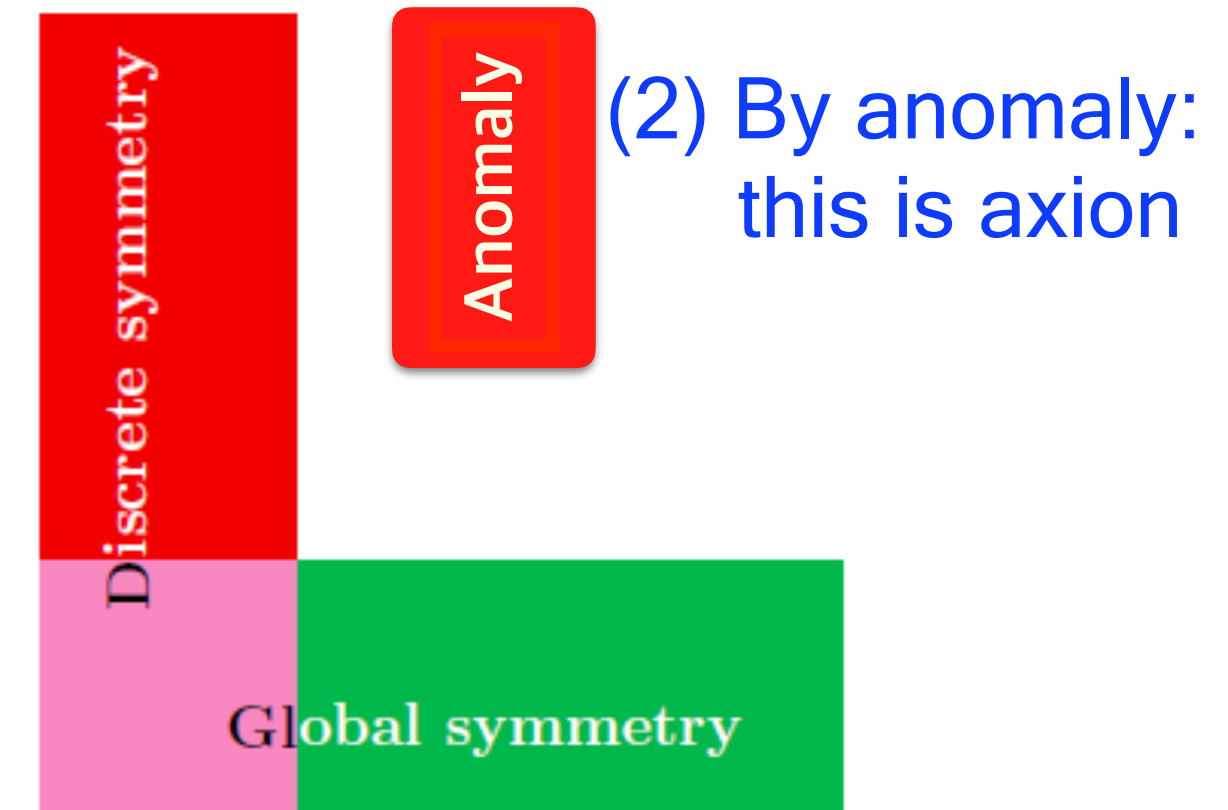 Discrete symmetry
Anomaly
(2) By anomaly:
this is axion
Global symmetry